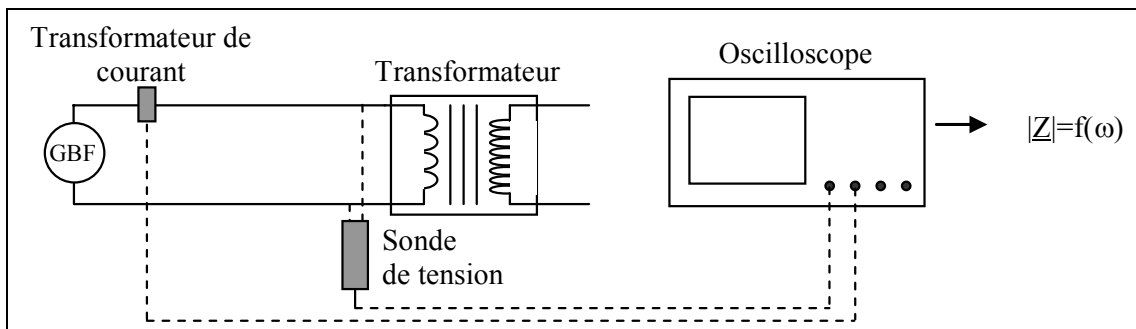 Transformateur de
courant
Transformateur
Oscilloscope
GBF
|Z|=f(ω)
Sonde
de tension